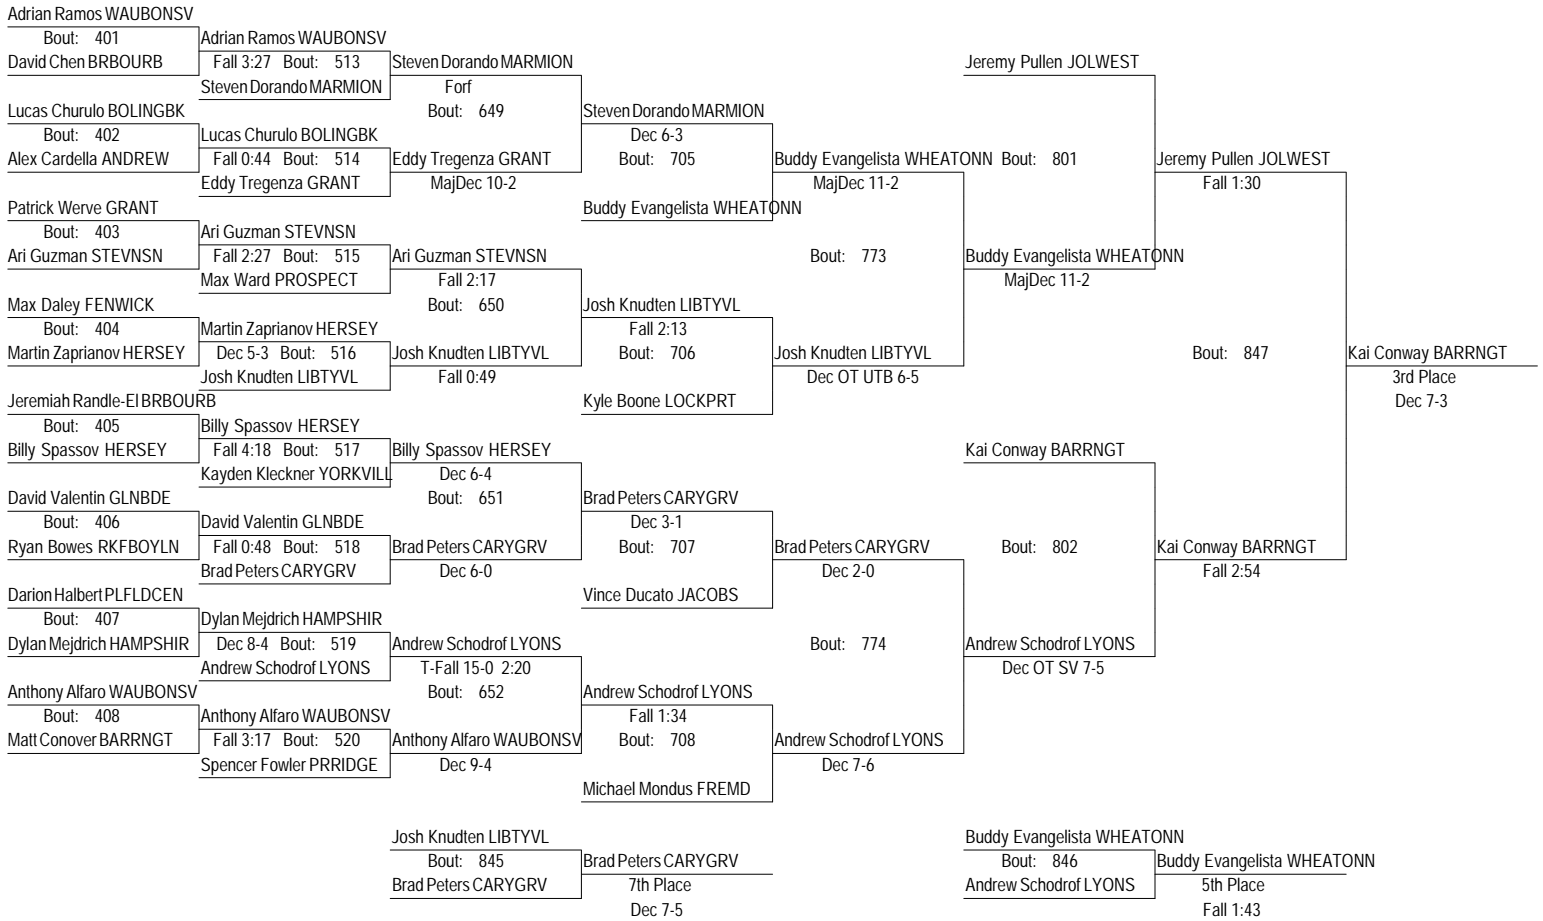 Adrian Ramos WAUBONSV
Bout: 401 Adrian Ramos WAUBONSV
David Chen BRBOURB Fall 3:27 Bout: 513 Steven Dorando MARMION Jeremy Pullen JOLWEST
Steven Dorando MARMION Forf
Lucas Churulo BOLINGBK Bout: 649 Steven Dorando MARMION
Bout: 402 Lucas Churulo BOLINGBK Dec 6-3
Alex Cardella ANDREW Fall 0:44 Bout: 514 Eddy Tregenza GRANT Bout: 705 Buddy Evangelista WHEATONN Bout: 801 Jeremy Pullen JOLWEST
Eddy Tregenza GRANT MajDec 10-2 MajDec 11-2 Fall 1:30
Patrick Werve GRANT Buddy Evangelista WHEATONN
Bout: 403 Ari Guzman STEVNSN
Ari Guzman STEVNSN Fall 2:27 Bout: 515 Ari Guzman STEVNSN Bout: 773 Buddy Evangelista WHEATONN
Max Ward PROSPECT Fall 2:17 MajDec 11-2
Max Daley FENWICK Bout: 650 Josh Knudten LIBTYVL
Bout: 404 Martin Zaprianov HERSEY Fall 2:13
Martin Zaprianov HERSEY Dec 5-3 Bout: 516 Josh Knudten LIBTYVL Bout: 706 Josh Knudten LIBTYVL Bout: 847 Kai Conway BARRNGT
Josh Knudten LIBTYVL Fall 0:49 Dec OT UTB 6-5 3rd Place
Jeremiah Randle-El BRBOURB Kyle Boone LOCKPRT Dec 7-3
Bout: 405 Billy Spassov HERSEY
Billy Spassov HERSEY Fall 4:18 Bout: 517 Billy Spassov HERSEY Kai Conway BARRNGT
Kayden Kleckner YORKVILL Dec 6-4
David Valentin GLNBDE Bout: 651 Brad Peters CARYGRV
Bout: 406 David Valentin GLNBDE Dec 3-1
Ryan Bowes RKFBOYLN Fall 0:48 Bout: 518 Brad Peters CARYGRV Bout: 707 Brad Peters CARYGRV Bout: 802 Kai Conway BARRNGT
Brad Peters CARYGRV Dec 6-0 Dec 2-0 Fall 2:54
Darion Halbert PLFLDCEN Vince Ducato JACOBS
Bout: 407 Dylan Mejdrich HAMPSHIR
Dylan Mejdrich HAMPSHIR Dec 8-4 Bout: 519 Andrew Schodrof LYONS Bout: 774 Andrew Schodrof LYONS
Andrew Schodrof LYONS T-Fall 15-0 2:20 Dec OT SV 7-5
Anthony Alfaro WAUBONSV Bout: 652 Andrew Schodrof LYONS
Bout: 408 Anthony Alfaro WAUBONSV Fall 1:34
Matt Conover BARRNGT Fall 3:17 Bout: 520 Anthony Alfaro WAUBONSV Bout: 708 Andrew Schodrof LYONS
Spencer Fowler PRRIDGE Dec 9-4 Dec 7-6
Michael Mondus FREMD
Josh Knudten LIBTYVL Buddy Evangelista WHEATONN
Bout: 845 Brad Peters CARYGRV Bout: 846 Buddy Evangelista WHEATONN
Brad Peters CARYGRV 7th Place Andrew Schodrof LYONS 5th Place
Dec 7-5 Fall 1:43